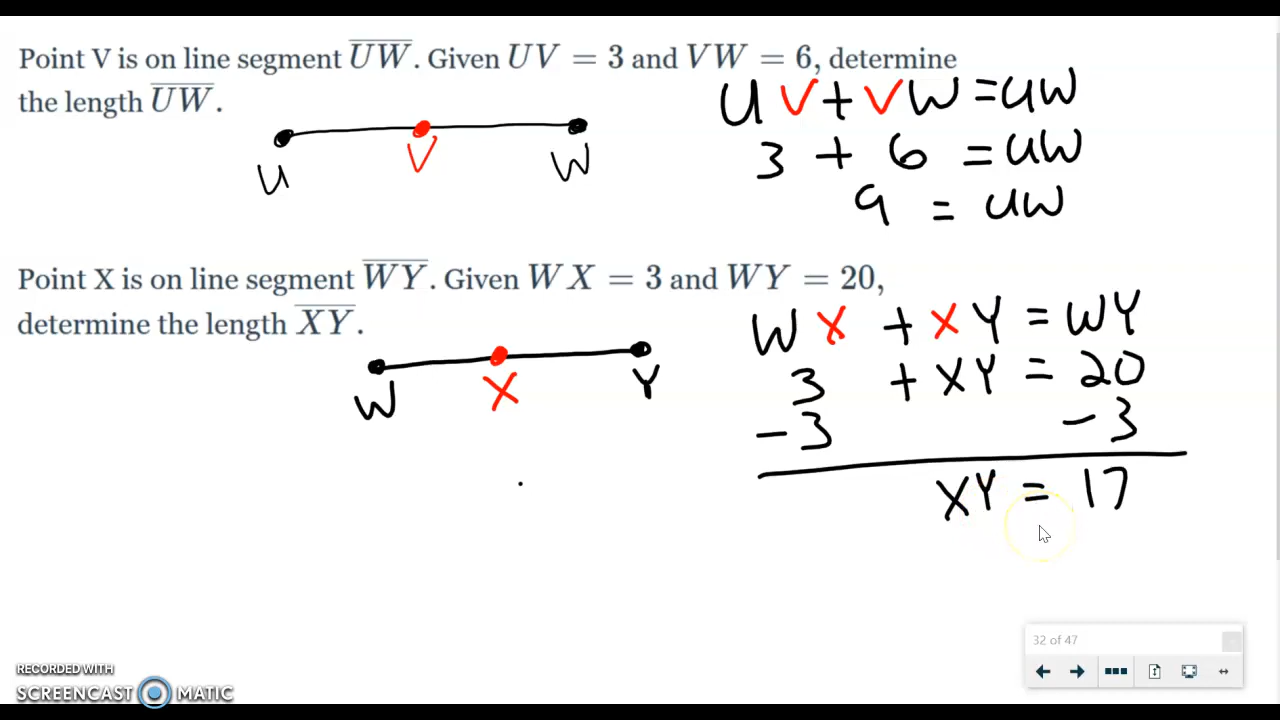 Point V is on line segment UW. Given UV = 3 and VW = 6, determine
the length UW.
U V W
UV + VW = UW
3 + 6 = UW
9 = UW
Point X is on line segment WY. Given WX = 3 and WY = 20,
determine the length XY.
W X Y
WX + XY = WY
3 + XY = 20
-3 -3
XY = 17
32 of 47
RECORDED WITH
SCREENCAST MATIC